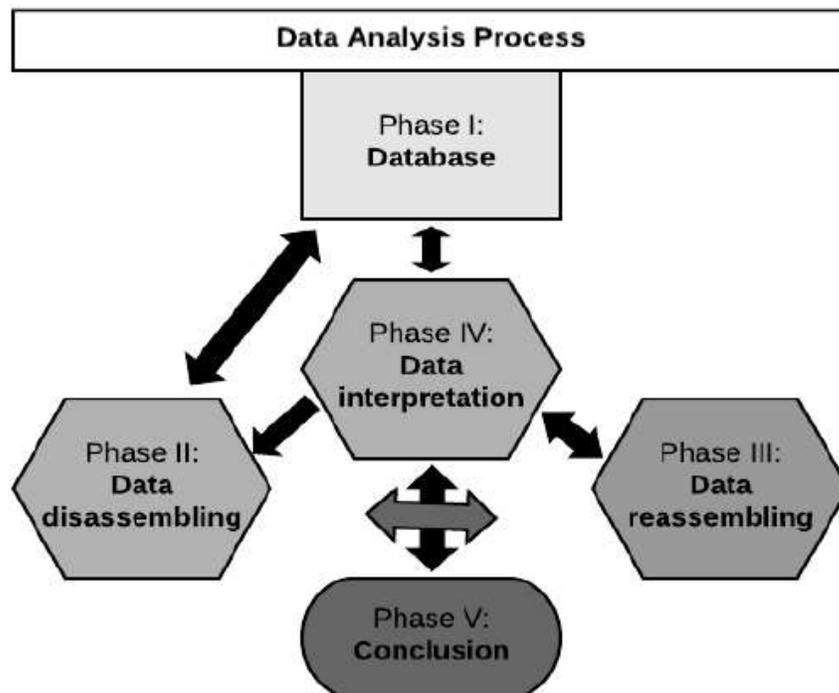 Data Analysis Process
Phase I:
Database
Phase IV:
Data
interpretation
Phase II:
Data
disassembling
Phase III:
Data
reassembling
Phase V:
Conclusion